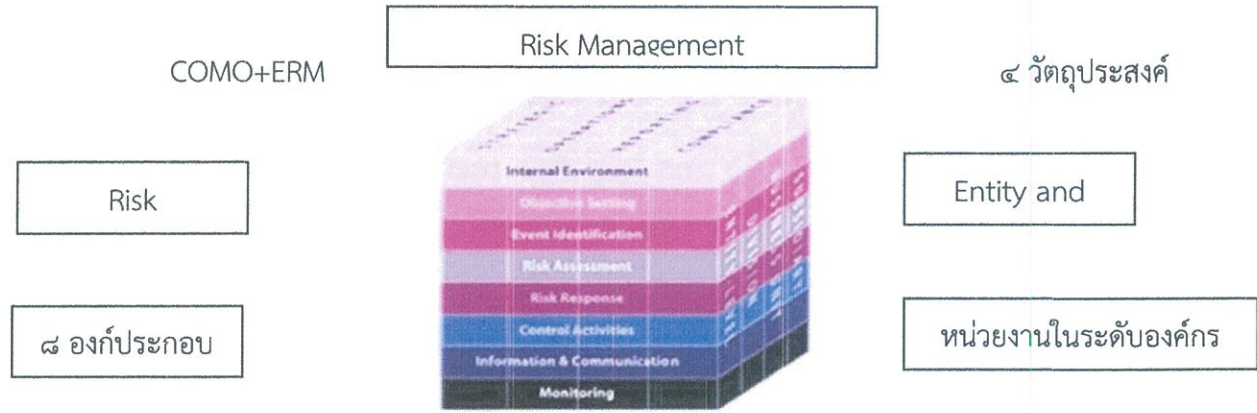 Risk Management
COMO+ERM
๔ วัตถุประสงค์
Risk
Entity and
๘ องก์ประกอบ
หน่วยงานในระดับองค์กร
Internal Environment
Objective Setting
Event Identification
Risk Assessment
Risk Response
Control Activities
Information & Communication
Monitoring